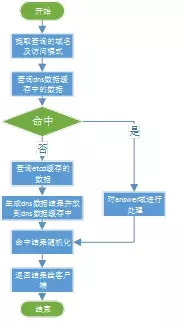 开始
提取查询的域名
及访问模式
查询dns数据缓
存中的数据
命中
是
否
查询etcd缓存的
数据
对answer域进行
处理
生成dns数据结果并放
到dns数据缓存中
命中结果随机化
返回结果给客户
端
结束